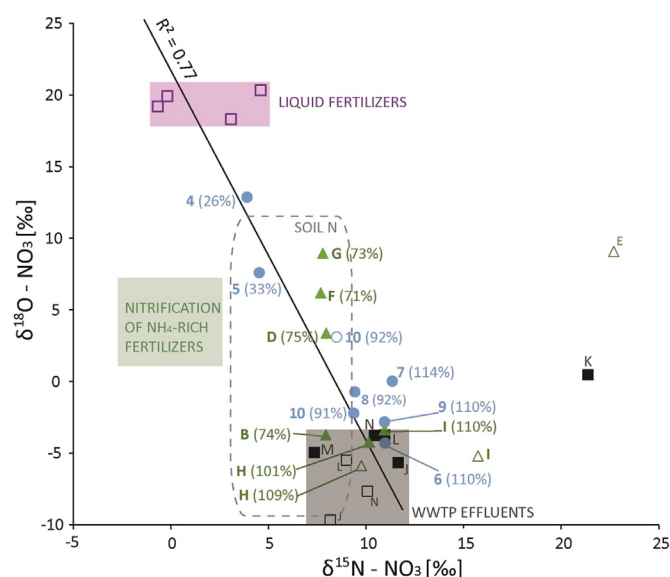 25
20
15
10
5
0
-5
-10
-5
0
5
10
15
20
25
δ18O - NO3 [‰]
δ15N - NO3 [‰]
R² = 0.77
LIQUID FERTILIZERS
4 (26%)
SOIL N
G (73%)
E
5 (33%)
F (71%)
NITRIFICATION
OF NH4-RICH
FERTILIZERS
D (75%)
10 (92%)
7 (114%)
K
8 (92%)
10 (91%)
9 (110%)
N
L
I (110%)
B (74%)
M
I
H (101%)
L
J
6 (110%)
H (109%)
N
WWTP EFFLUENTS
J